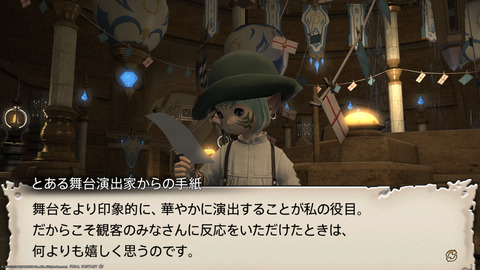 とある舞台演出家からの手紙
舞台をより印象的に、華やかに演出することが私の役目。
だからこそ観客のみなさんに反応をいただけたときは、
何よりも嬉しく思うのです。
FINAL FANTASY XIV